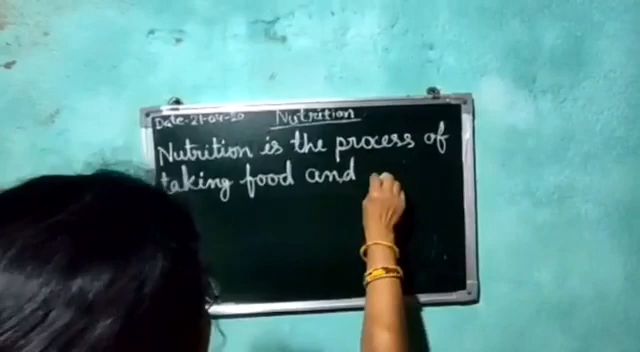 Date-21-04-20
Nutrition
Nutrition is the process of
taking food and